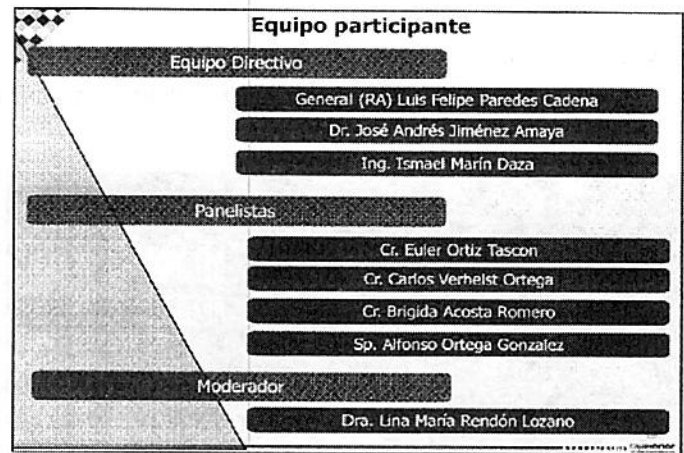 Equipo participante
Equipo Directivo
General (RA) Luis Felipe Paredes Cadena
Dr. José Andrés Jiménez Amaya
Ing. Ismael Marín Daza
Panelistas
Cr. Euler Ortiz Tascon
Cr. Carlos Verhelst Ortega
Cr. Brigida Acosta Romero
Sp. Alfonso Ortega Gonzalez
Moderador
Dra. Lina María Rendón Lozano